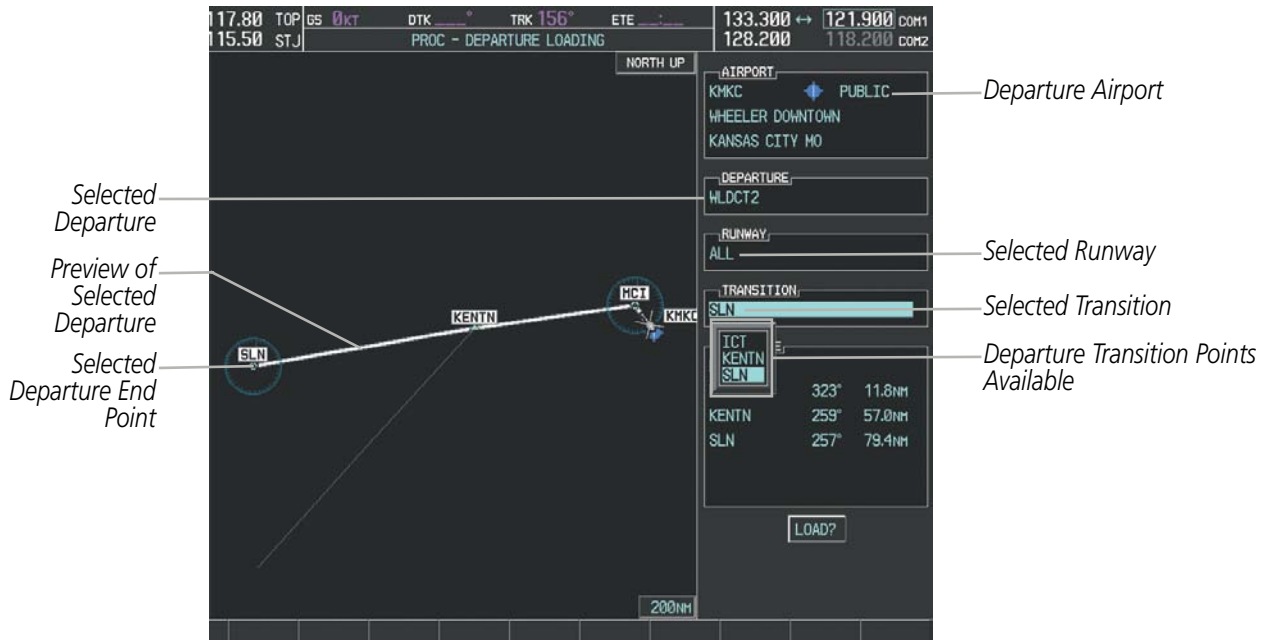 117.80 TOP GS 0KT DTK ___° TRK 156° ETE __:__ 133.300 ↔ 121.900 COM1
115.50 STJ PROC – DEPARTURE LOADING 128.200 118.200 COM2
NORTH UP
AIRPORT
KMKC PUBLIC
WHEELER DOWNTOWN
KANSAS CITY MO
Departure Airport
Selected
Departure
DEPARTURE
WLDCT2
RUNWAY
ALL
Selected Runway
Preview of
Selected
Departure
TRANSITION
SLN
Selected Transition
ICT
KENTN
SLN
Departure Transition Points
Available
MCI
KMKC
KENTN
SLN
Selected
Departure End
Point
323° 11.8NM
KENTN 259° 57.0NM
SLN 257° 79.4NM
LOAD?
200NM